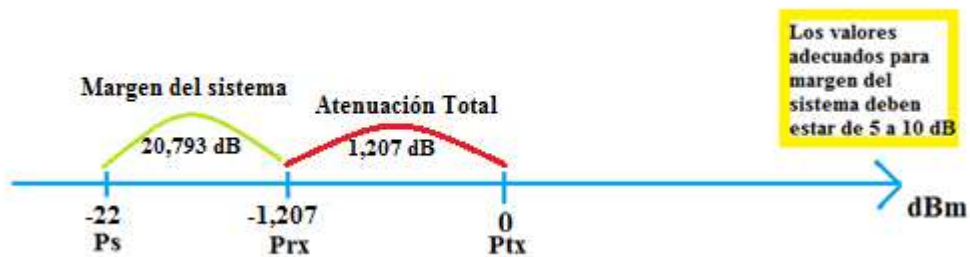 Los valores
adecuados para
margen del
sistema deben
estar de 5 a 10 dB
Margen del sistema
Atenuación Total
20,793 dB
1,207 dB
-22
-1,207
0
dBm
Ps
Prx
Ptx